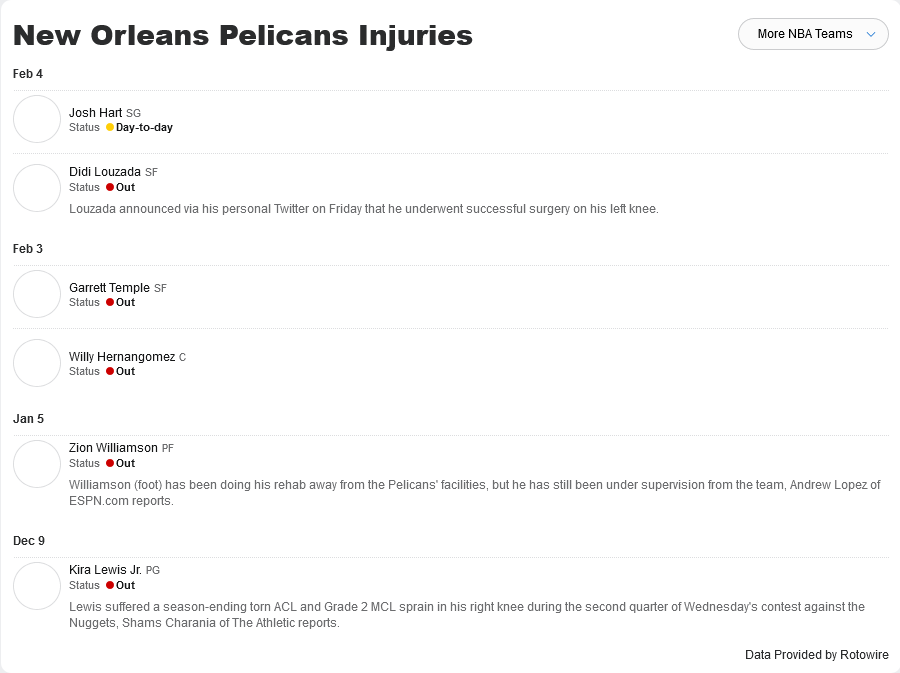 New Orleans Pelicans Injuries
More NBA Teams
Feb 4
Josh Hart SG
Status Day-to-day
Didi Louzada SF
Status Out
Louzada announced via his personal Twitter on Friday that he underwent successful surgery on his left knee.
Feb 3
Garrett Temple SF
Status Out
Willy Hernangomez C
Status Out
Jan 5
Zion Williamson PF
Status Out
Williamson (foot) has been doing his rehab away from the Pelicans' facilities, but he has still been under supervision from the team, Andrew Lopez of
ESPN.com reports.
Dec 9
Kira Lewis Jr. PG
Status Out
Lewis suffered a season-ending torn ACL and Grade 2 MCL sprain in his right knee during the second quarter of Wednesday's contest against the
Nuggets, Shams Charania of The Athletic reports.
Data Provided by Rotowire